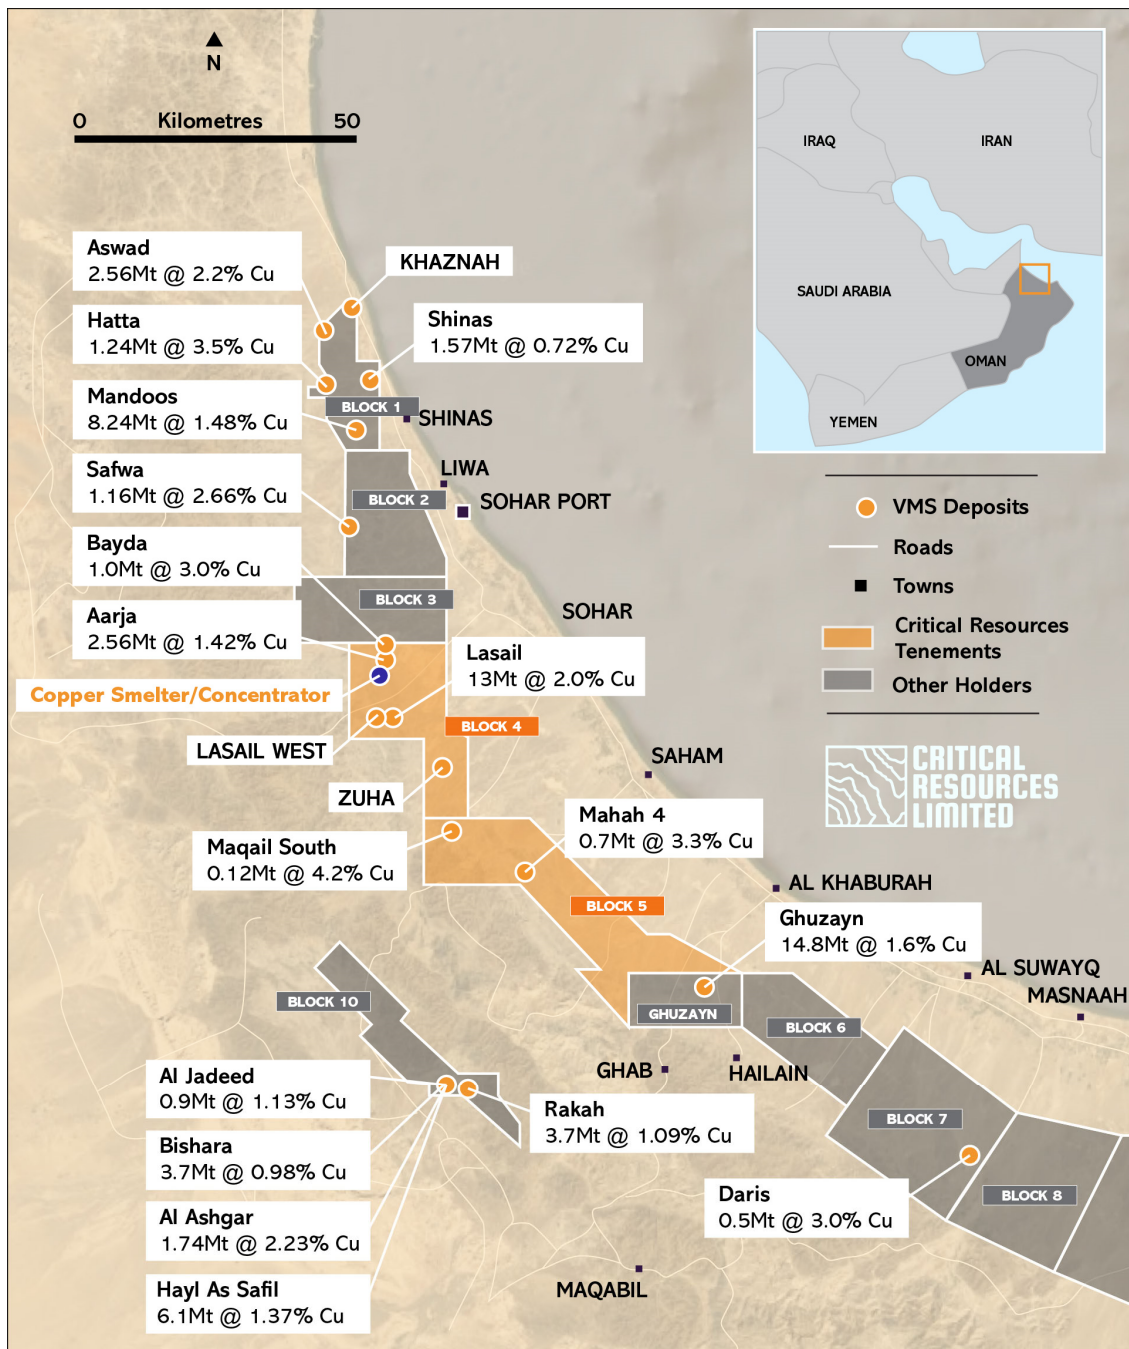 N
0 Kilometres 50
IRAQ
IRAN
SAUDI ARABIA
OMAN
YEMEN
Aswad
2.56Mt @ 2.2% Cu
KHAZNAH
Hatta
1.24Mt @ 3.5% Cu
Shinas
1.57Mt @ 0.72% Cu
Mandoos
8.24Mt @ 1.48% Cu
BLOCK 1
SHINAS
Safwa
1.16Mt @ 2.66% Cu
LIWA
BLOCK 2
SOHAR PORT
Bayda
1.0Mt @ 3.0% Cu
BLOCK 3
SOHAR
Aarja
2.56Mt @ 1.42% Cu
Lasail
13Mt @ 2.0% Cu
Copper Smelter/Concentrator
BLOCK 4
LASAIL WEST
SAHAM
ZUHA
VMS Deposits
Roads
Towns
Critical Resources
Tenements
Other Holders
CRITICAL
RESOURCES
LIMITED
Mahah 4
0.7Mt @ 3.3% Cu
Maqail South
0.12Mt @ 4.2% Cu
AL KHABURAH
BLOCK 5
Ghuzayn
14.8Mt @ 1.6% Cu
AL SUWAYQ
MASNAAH
BLOCK 10
GHUZAYN
BLOCK 6
GHAB
HAILAIN
Al Jadeed
0.9Mt @ 1.13% Cu
Rakah
3.7Mt @ 1.09% Cu
BLOCK 7
Bishara
3.7Mt @ 0.98% Cu
Daris
0.5Mt @ 3.0% Cu
BLOCK 8
Al Ashgar
1.74Mt @ 2.23% Cu
Hayl As Safil
6.1Mt @ 1.37% Cu
MAQABIL